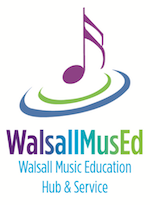 WalsallMusEd
Walsall Music Education
Hub & Service